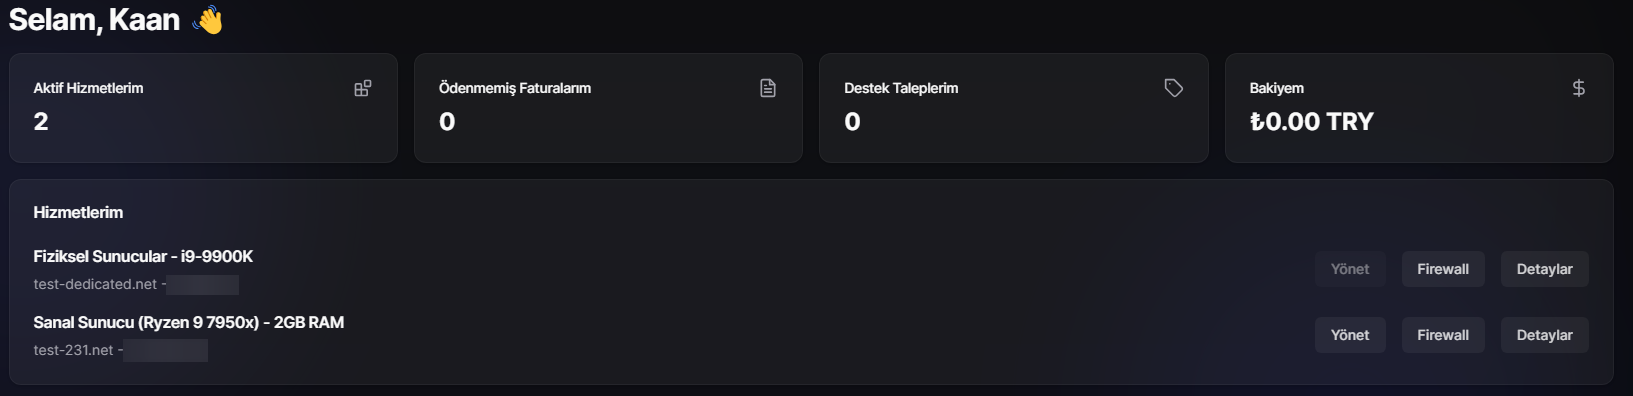 Selam, Kaan 👋
Aktif Hizmetlerim
2
Ödenmemiş Faturalarım
0
Destek Taleplerim
0
Bakiyem
₺0.00 TRY
Hizmetlerim
Fiziksel Sunucular - i9-9900K
test-dedicated.net -
Yönet Firewall Detaylar
Sanal Sunucu (Ryzen 9 7950x) - 2GB RAM
test-231.net -
Yönet Firewall Detaylar